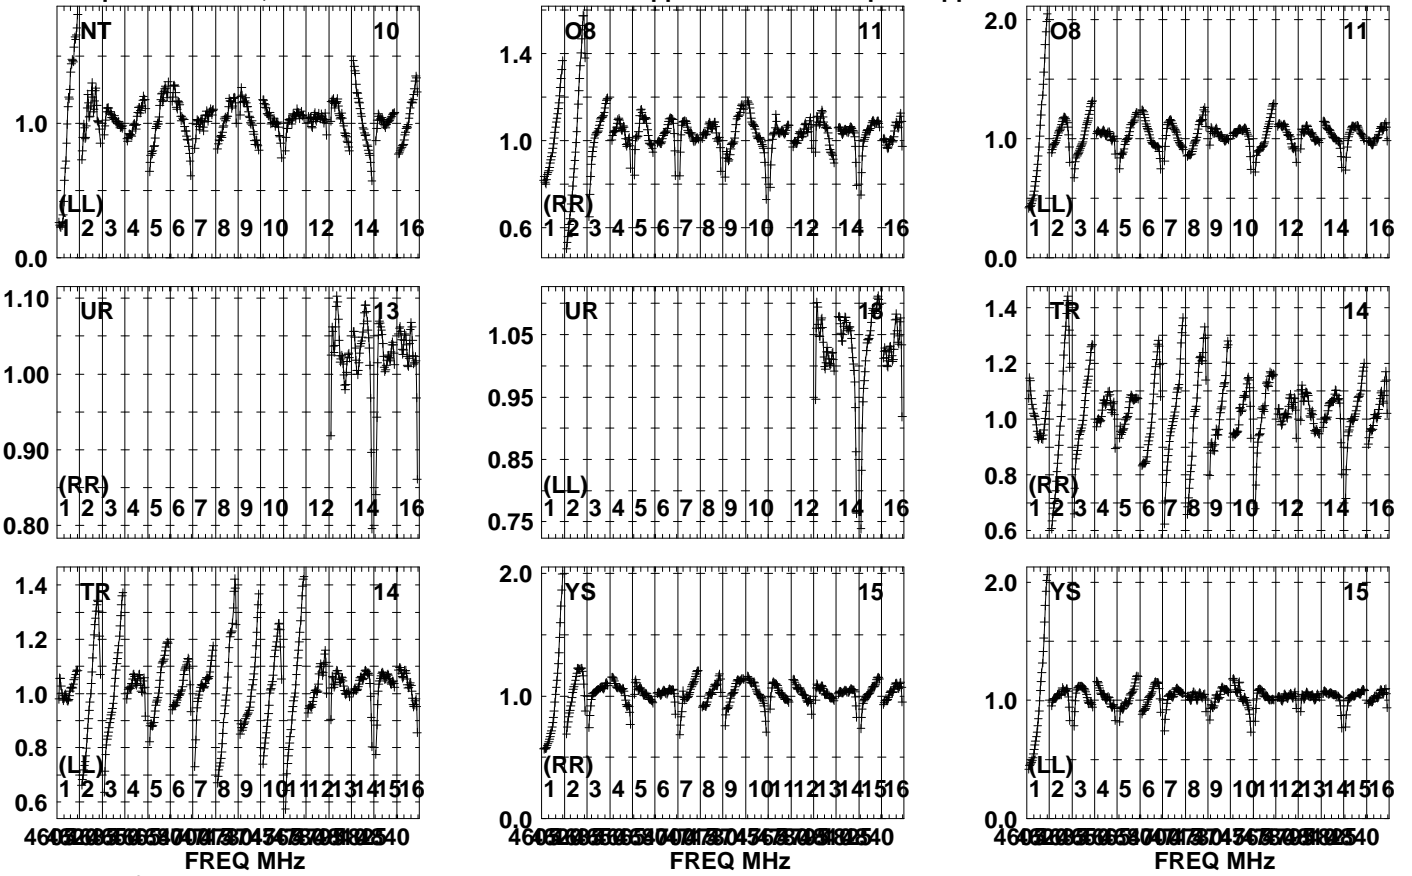 NT 10
1.0
(LL)
1 2 3 4 5 6 7 8 9 10 12 14 16
0.0
O8 11
1.4
1.0
(RR)
1 2 3 4 5 6 7 8 9 10 12 14 16
0.6
2.0
O8 11
1.0
(LL)
1 2 3 4 5 6 7 8 9 10 12 14 16
0.0
1.10
UR 13
1.00
0.90
(RR)
1 2 3 4 5 6 7 8 9 10 12 14 16
0.80
UR 13
1.05
0.95
0.85
(LL)
1 2 3 4 5 6 7 8 9 10 12 14 16
0.75
1.4
TR 14
1.2
1.0
0.8
(RR)
1 2 3 4 5 6 7 8 9 10 12 14 16
0.6
1.4
TR 14
1.2
1.0
0.8
(LL)
1 2 3 4 5 6 7 8 9 10 11 12 13 14 15 16
0.6
FREQ MHz
2.0
YS 15
1.0
(RR)
1 2 3 4 5 6 7 8 9 10 11 12 13 14 15 16
0.0
FREQ MHz
2.0
YS 15
1.0
(LL)
1 2 3 4 5 6 7 8 9 10 11 12 13 14 15 16
0.0
FREQ MHz